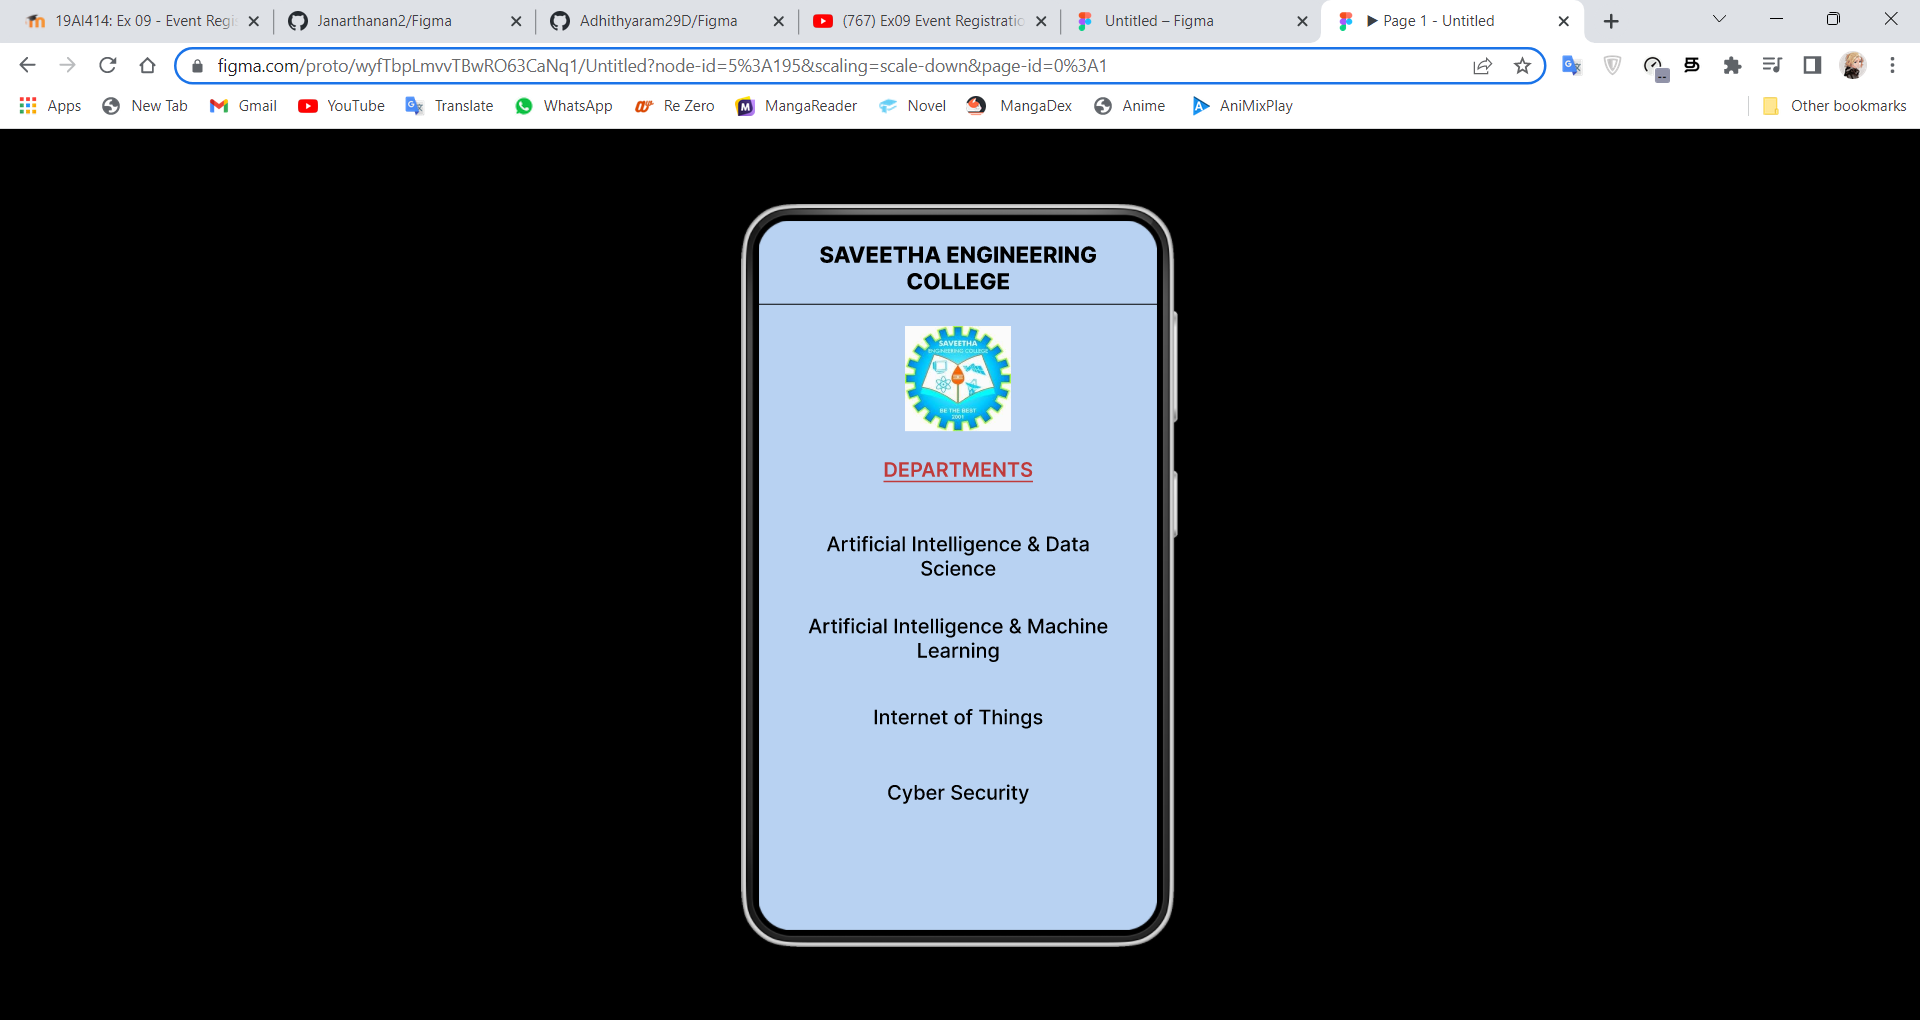 19AI414: Ex 09 - Event Regi
Janarthanan2/Figma
Adhithyaram29D/Figma
(767) Ex09 Event Registratio
Untitled – Figma
▶ Page 1 - Untitled
figma.com/proto/wyfTbpLmvvTBwRO63CaNq1/Untitled?node-id=5%3A195&scaling=scale-down&page-id=0%3A1
Apps
New Tab
Gmail
YouTube
Translate
WhatsApp
Re Zero
MangaReader
Novel
MangaDex
Anime
AniMixPlay
Other bookmarks
SAVEETHA ENGINEERING
COLLEGE
SAVEETHA
ENGINEERING COLLEGE
BE THE BEST
2001
DEPARTMENTS
Artificial Intelligence & Data
Science
Artificial Intelligence & Machine
Learning
Internet of Things
Cyber Security